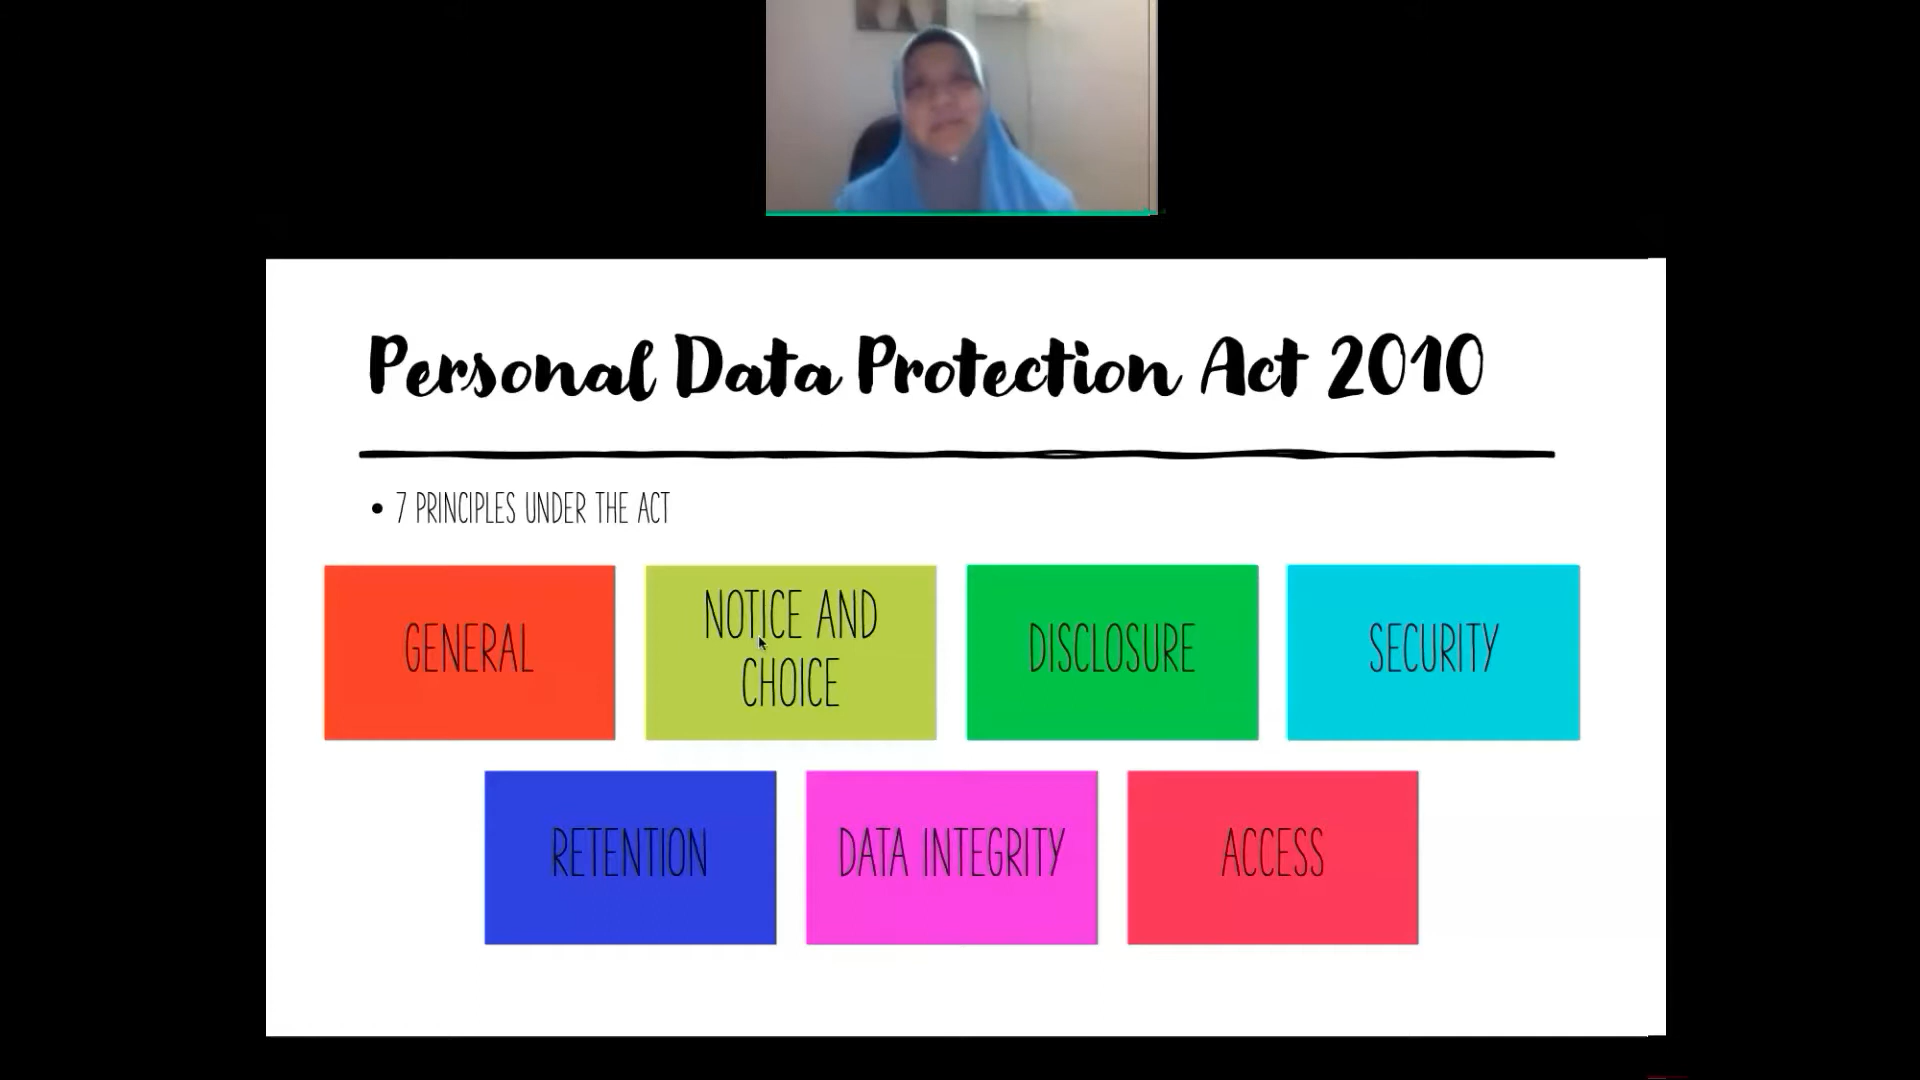 Personal Data Protection Act 2010
• 7 PRINCIPLES UNDER THE ACT
GENERAL
NOTICE AND
CHOICE
DISCLOSURE
SECURITY
RETENTION
DATA INTEGRITY
ACCESS